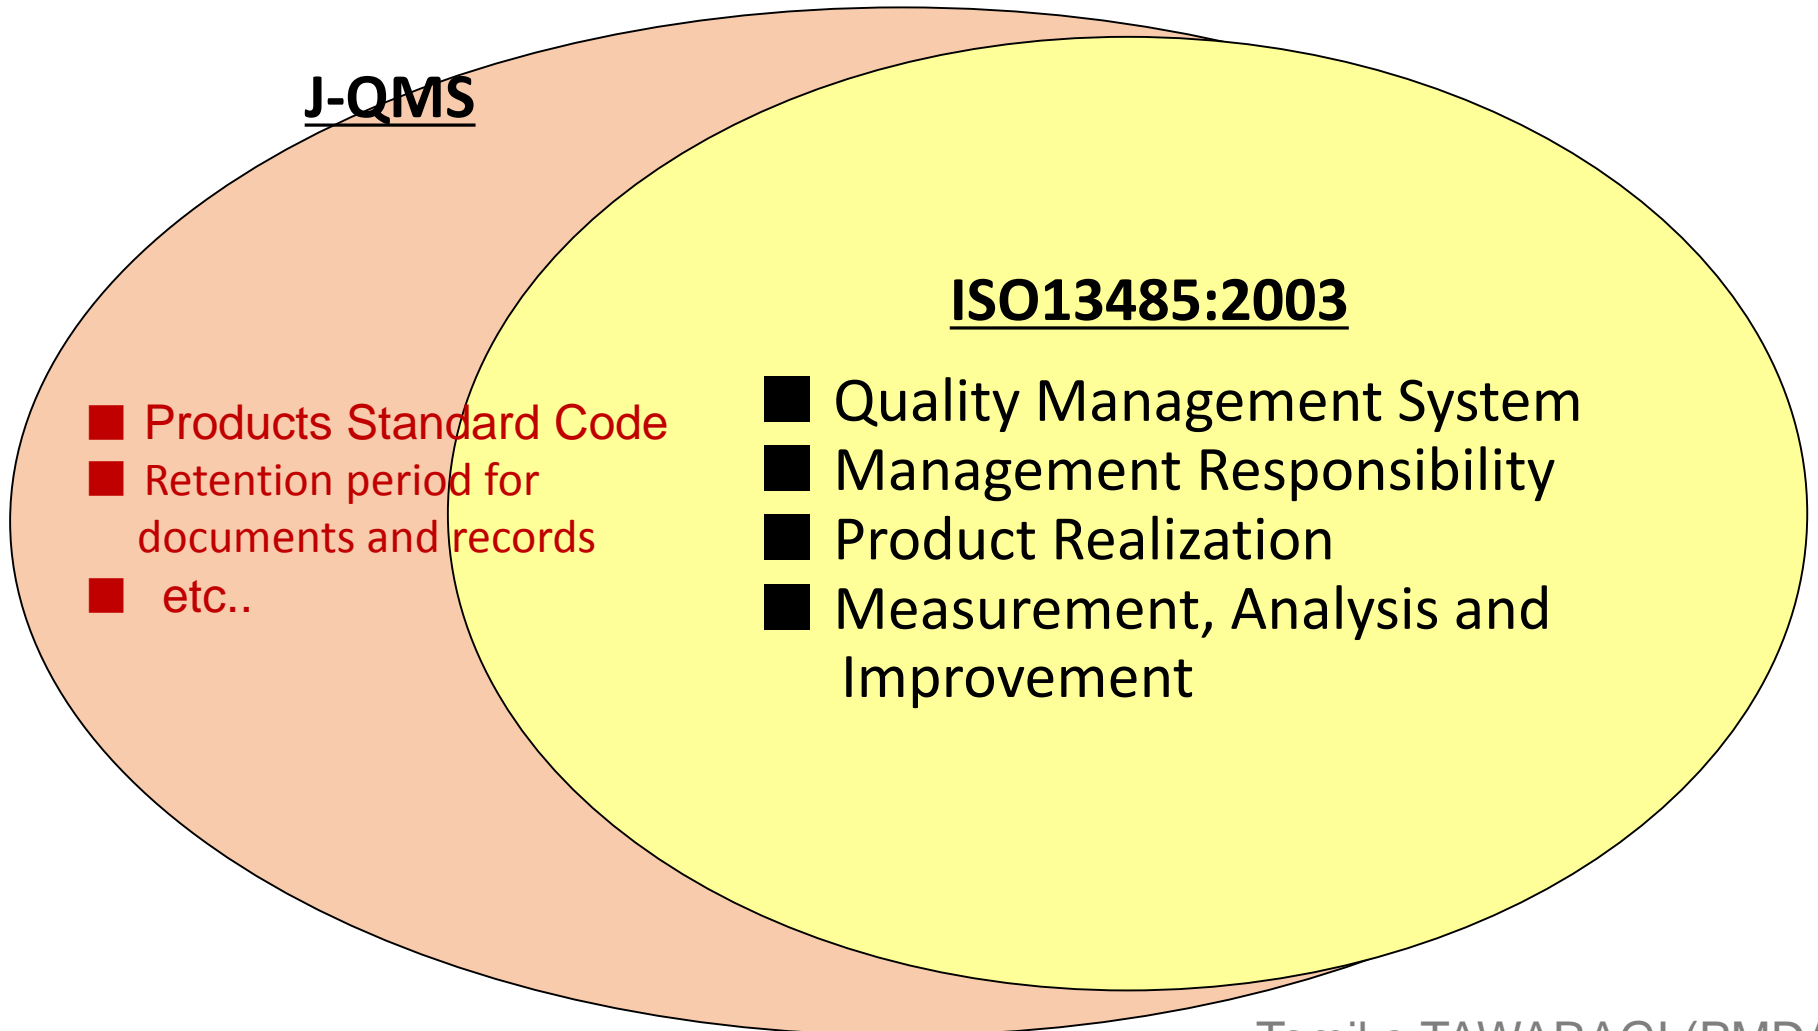 J-QMS
ISO13485:2003
■ Products Standard Code
■ Retention period for
documents and records
■ etc..
■ Quality Management System
■ Management Responsibility
■ Product Realization
■ Measurement, Analysis and
Improvement